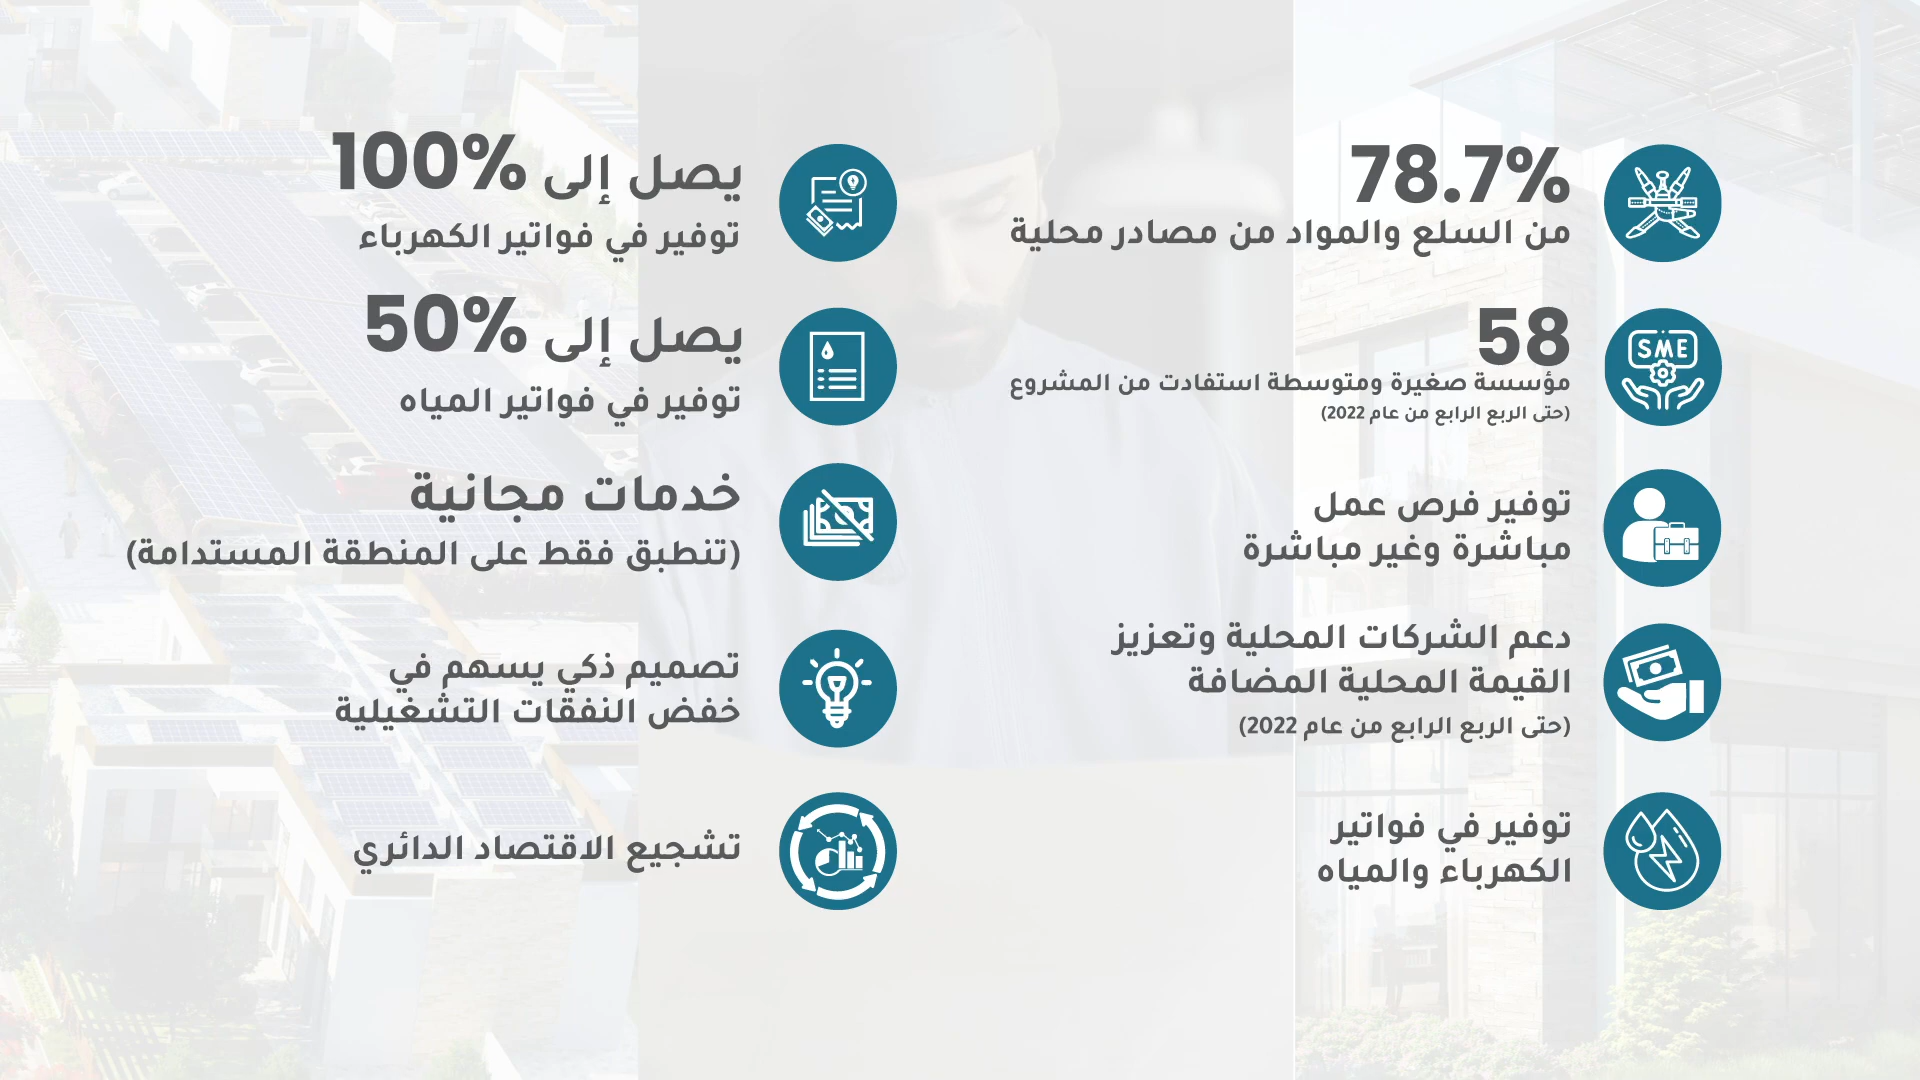 78.7%
من السلع والمواد من مصادر محلية
58
مؤسسة صغيرة ومتوسطة استفادت من المشروع
(حتى الربع الرابع من عام 2022)
SME
توفير فرص عمل
مباشرة وغير مباشرة
دعم الشركات المحلية وتعزيز
القيمة المحلية المضافة
(حتى الربع الرابع من عام 2022)
توفير في فواتير
الكهرباء والمياه
يصل إلى 100%
توفير في فواتير الكهرباء
يصل إلى 50%
توفير في فواتير المياه
خدمات مجانية
(تنطبق فقط على المنطقة المستدامة)
تصميم ذكي يسهم في
خفض النفقات التشغيلية
تشجيع الاقتصاد الدائري